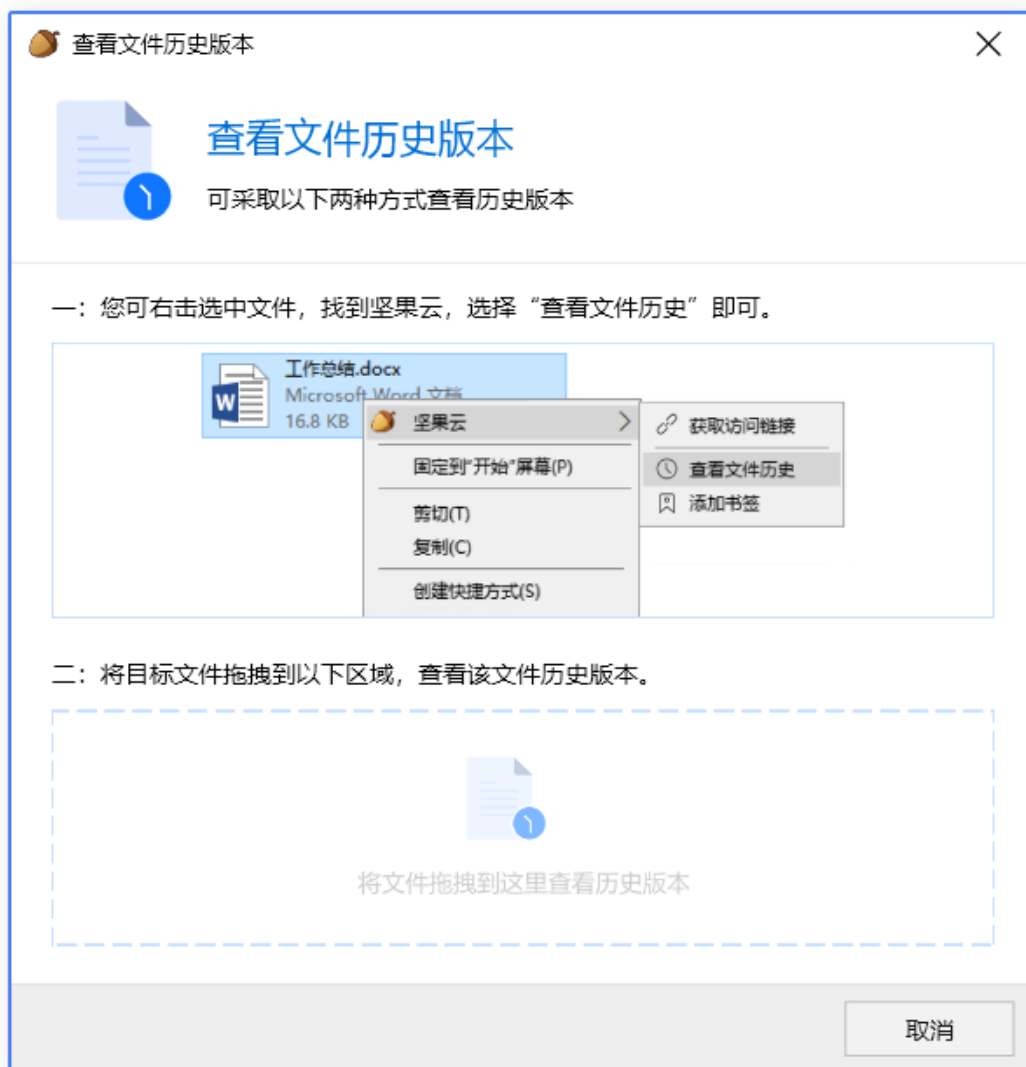 查看文件历史版本
查看文件历史版本
可采取以下两种方式查看历史版本
一：您可右击选中文件，找到坚果云，选择“查看文件历史”即可。
工作总结.docx
Microsoft Word 文档
16.8 KB
坚果云
获取访问链接
固定到"开始"屏幕(P)
查看文件历史
剪切(T)
添加书签
复制(C)
创建快捷方式(S)
二：将目标文件拖拽到以下区域，查看该文件历史版本。
将文件拖拽到这里查看历史版本
取消